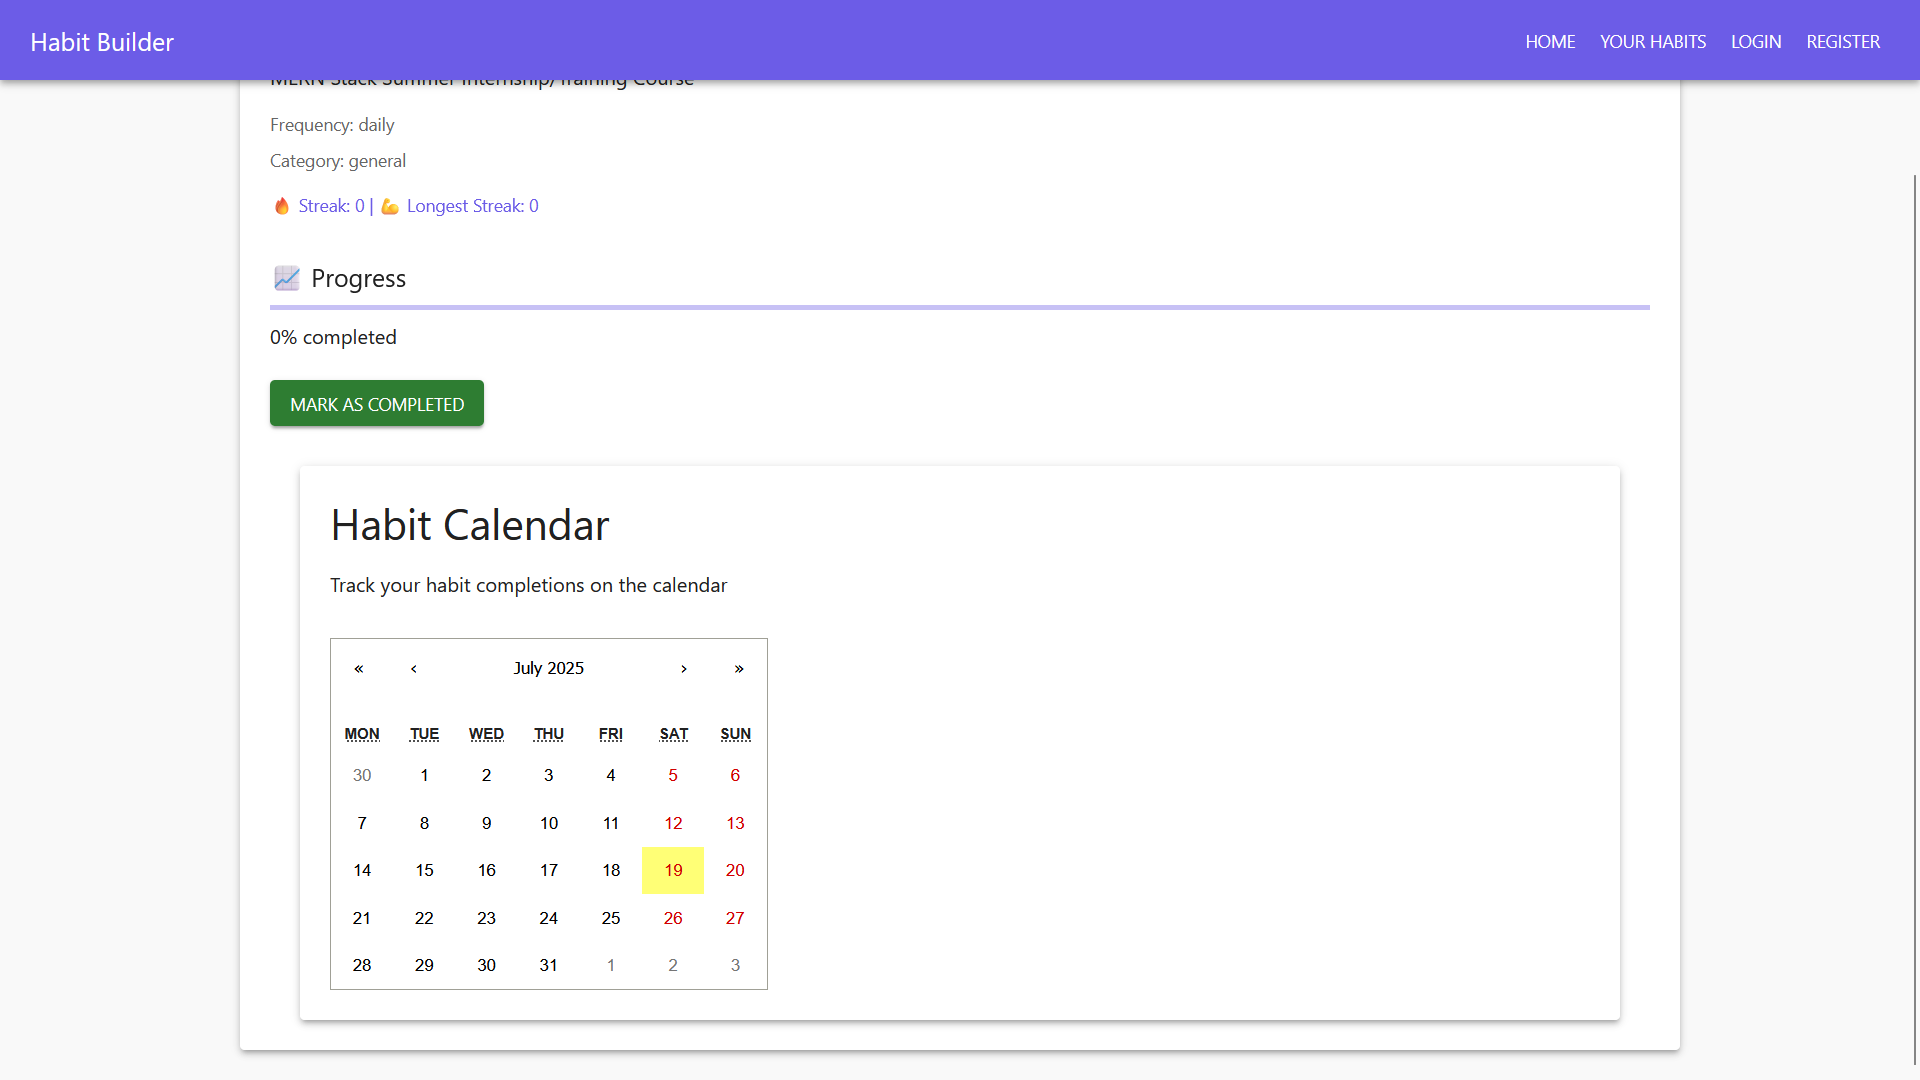 Habit Builder HOME YOUR HABITS LOGIN REGISTER
MERN Stack Summer Internship/Training Course
Frequency: daily
Category: general
🔥 Streak: 0 | 💪 Longest Streak: 0
📈 Progress
0% completed
MARK AS COMPLETED
Habit Calendar
Track your habit completions on the calendar
« ‹ July 2025 › »
MON TUE WED THU FRI SAT SUN
30 1 2 3 4 5 6
7 8 9 10 11 12 13
14 15 16 17 18 19 20
21 22 23 24 25 26 27
28 29 30 31 1 2 3